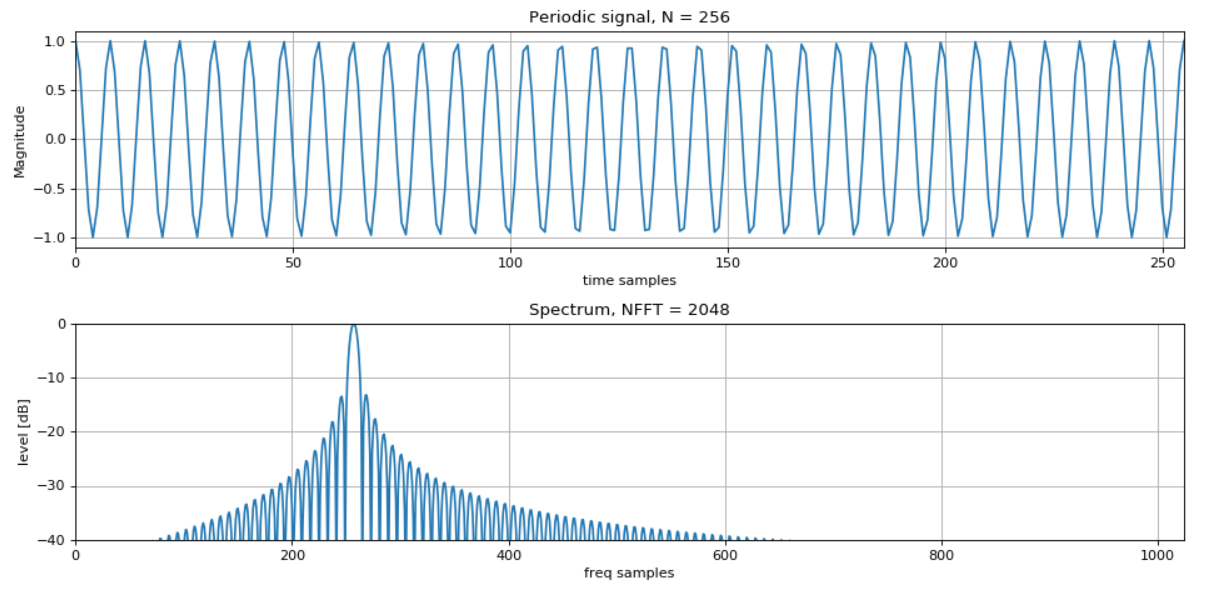 Periodic signal, N = 256
Magnitude
1.0
0.5
0.0
−0.5
−1.0
0 50 100 150 200 250
time samples
Spectrum, NFFT = 2048
level [dB]
0
−10
−20
−30
−40
0 200 400 600 800 1000
freq samples